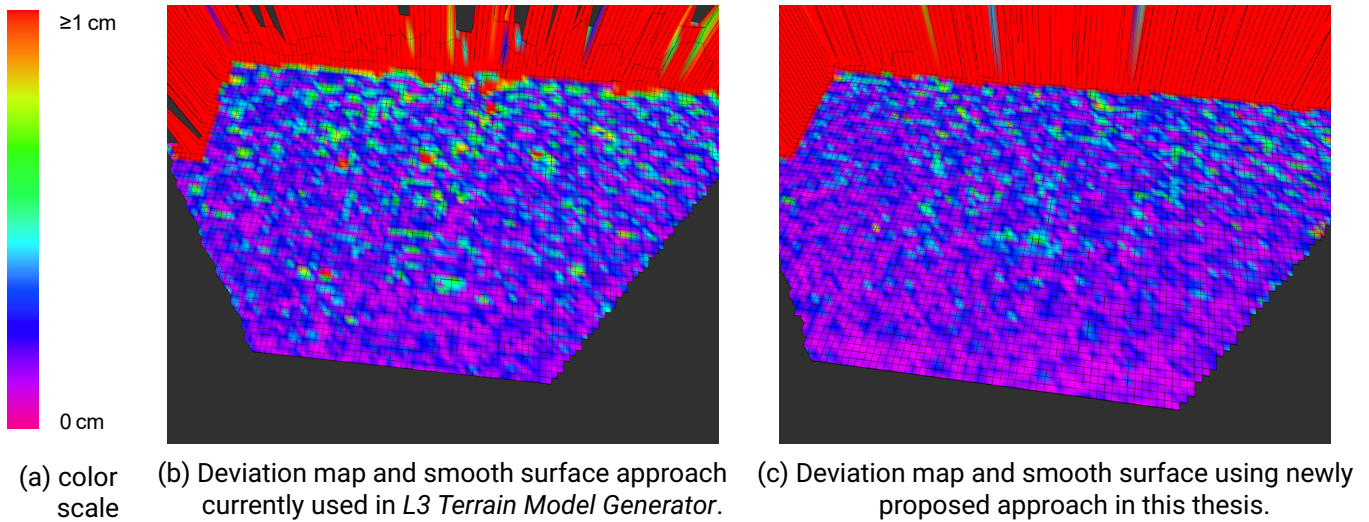 ≥1 cm
0 cm
(a) color
scale
(b) Deviation map and smooth surface approach
currently used in L3 Terrain Model Generator.
(c) Deviation map and smooth surface using newly
proposed approach in this thesis.